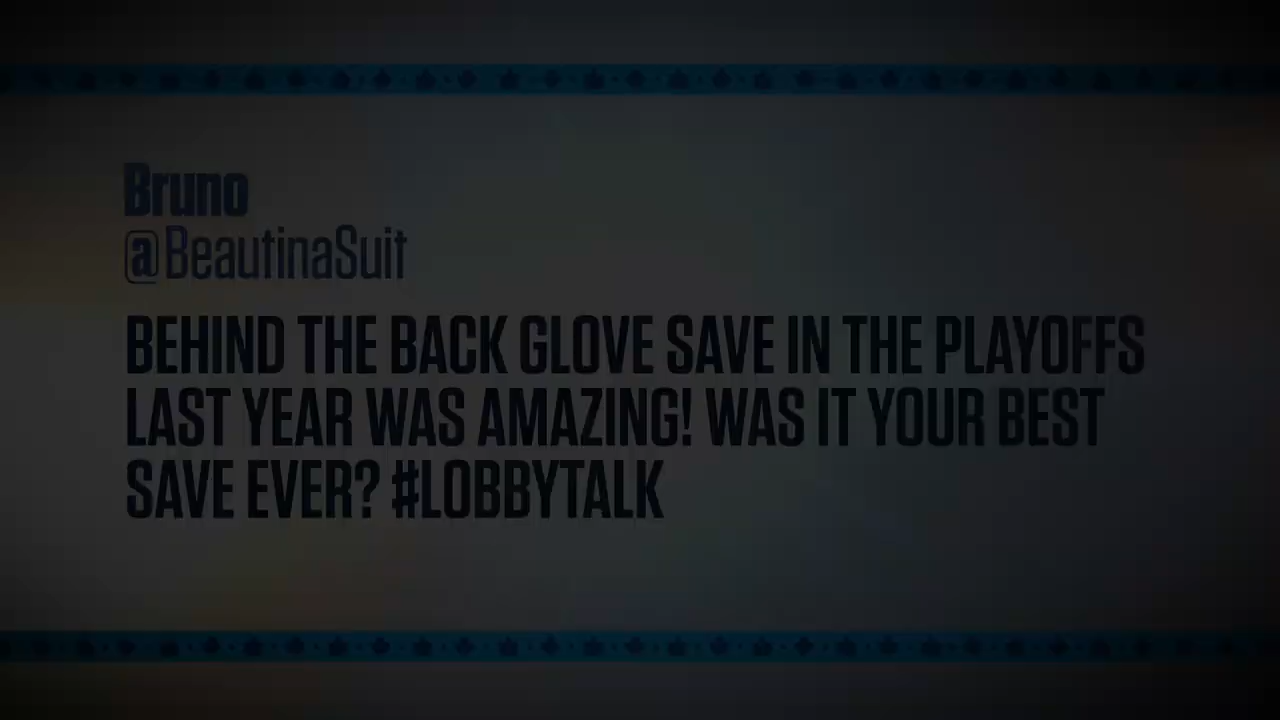 Bruno
@BeautinaSuit
BEHIND THE BACK GLOVE SAVE IN THE PLAYOFFS
LAST YEAR WAS AMAZING! WAS IT YOUR BEST
SAVE EVER? #LOBBYTALK